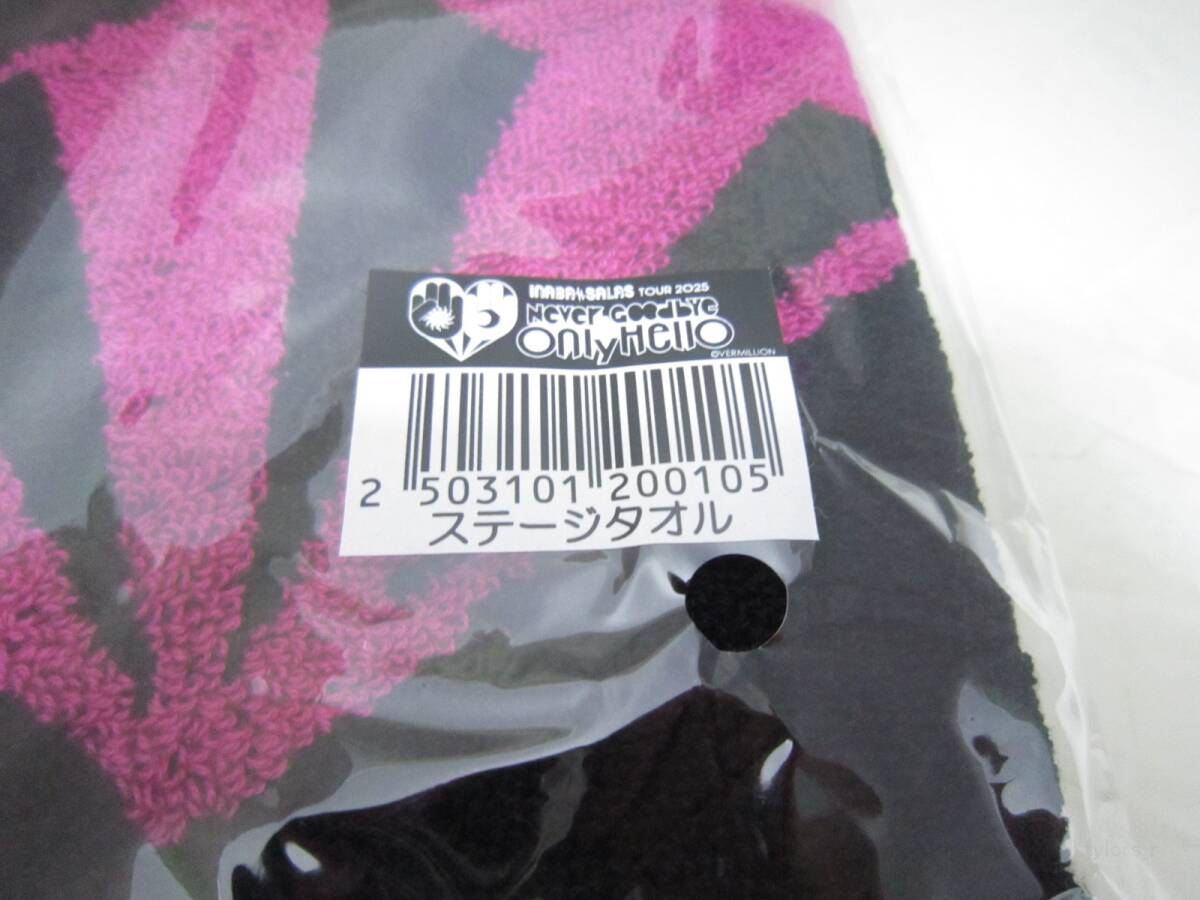 INABA/SALAS TOUR 2025
Never Goodbye
Only Hello
©VERMILLION
2 503101 200105
ステージタオル